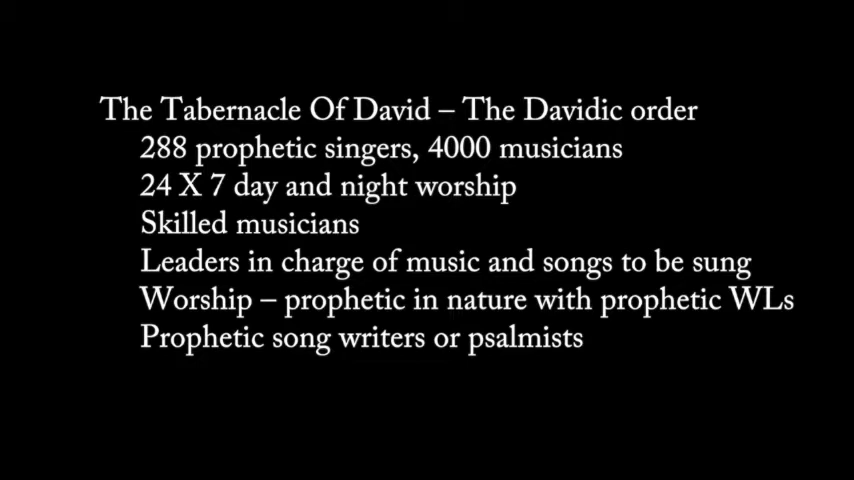 The Tabernacle Of David – The Davidic order
288 prophetic singers, 4000 musicians
24 X 7 day and night worship
Skilled musicians
Leaders in charge of music and songs to be sung
Worship – prophetic in nature with prophetic WLs
Prophetic song writers or psalmists